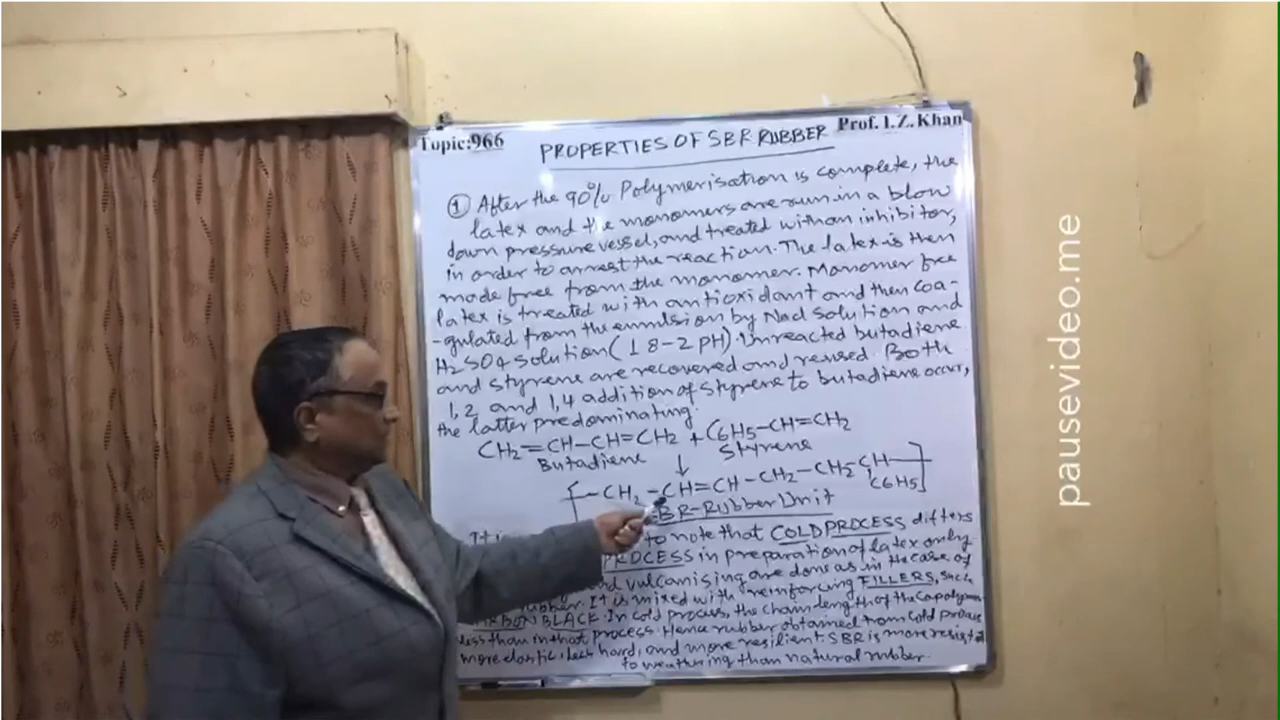 Topic:966
PROPERTIES OF SBR RUBBER
Prof. I.Z. Khan
① After the 90% Polymerisation is complete, the
latex and the monomers are run in a blow
down pressure vessel, and treated with an inhibitor,
in order to arrest the reaction. The latex is then
made free from the monomer. Monomer free
latex is treated with antioxidant and then coa-
-gulated from the emulsion by Nacl solution and
H2SO4 solution (1 8-2 PH). Unreacted butadiene
and styrene are recovered and reused. Both
1,2 and 1,4 addition of styrene to butadiene occur,
the latter predominating.
CH2=CH-CH=CH2 + C6H5-CH=CH2
Butadiene Styrene
↓
[-CH2-CH=CH-CH2-CH2 CH-]
C6H5
SBR-Rubber Unit
It is to note that COLD PROCESS differs
PROCESS in preparation of latex only
and vulcanising are done as in the case of
rubber. It is mixed with reinforcing FILLERS, such
CARBON BLACK. In cold process, the chain length of the copolymer
less than in that process. Hence rubber obtained from cold process
more elastic, less hard, and more resilient. SBR is more resistant
to weathering than natural rubber.
pausevideo.me